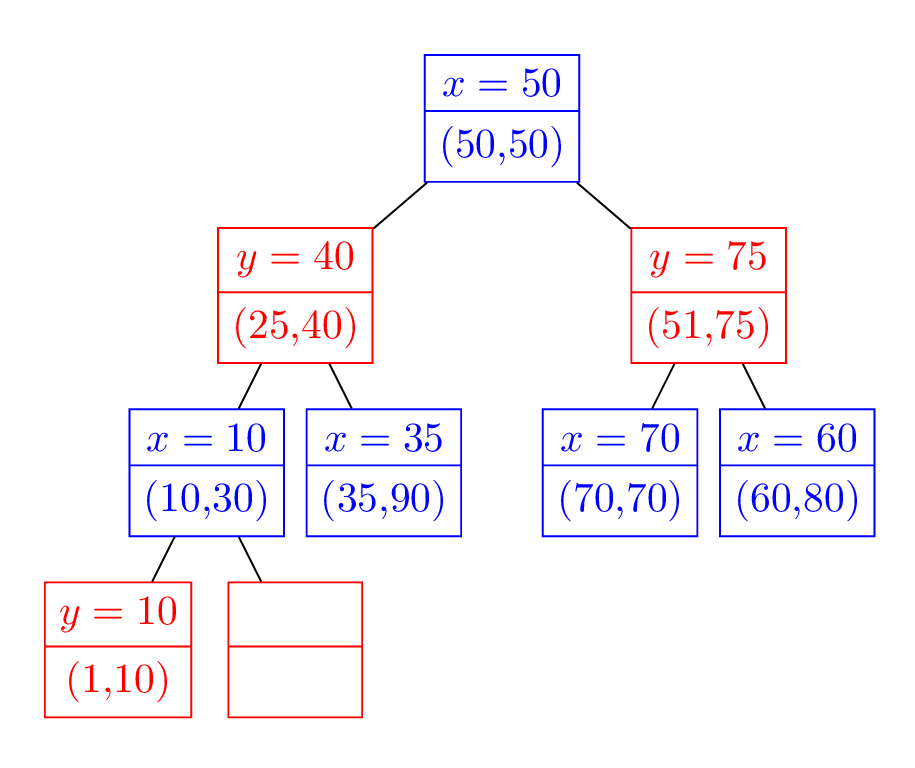 x = 50
(50,50)
y = 40
(25,40)
y = 75
(51,75)
x = 10
(10,30)
x = 35
(35,90)
x = 70
(70,70)
x = 60
(60,80)
y = 10
(1,10)